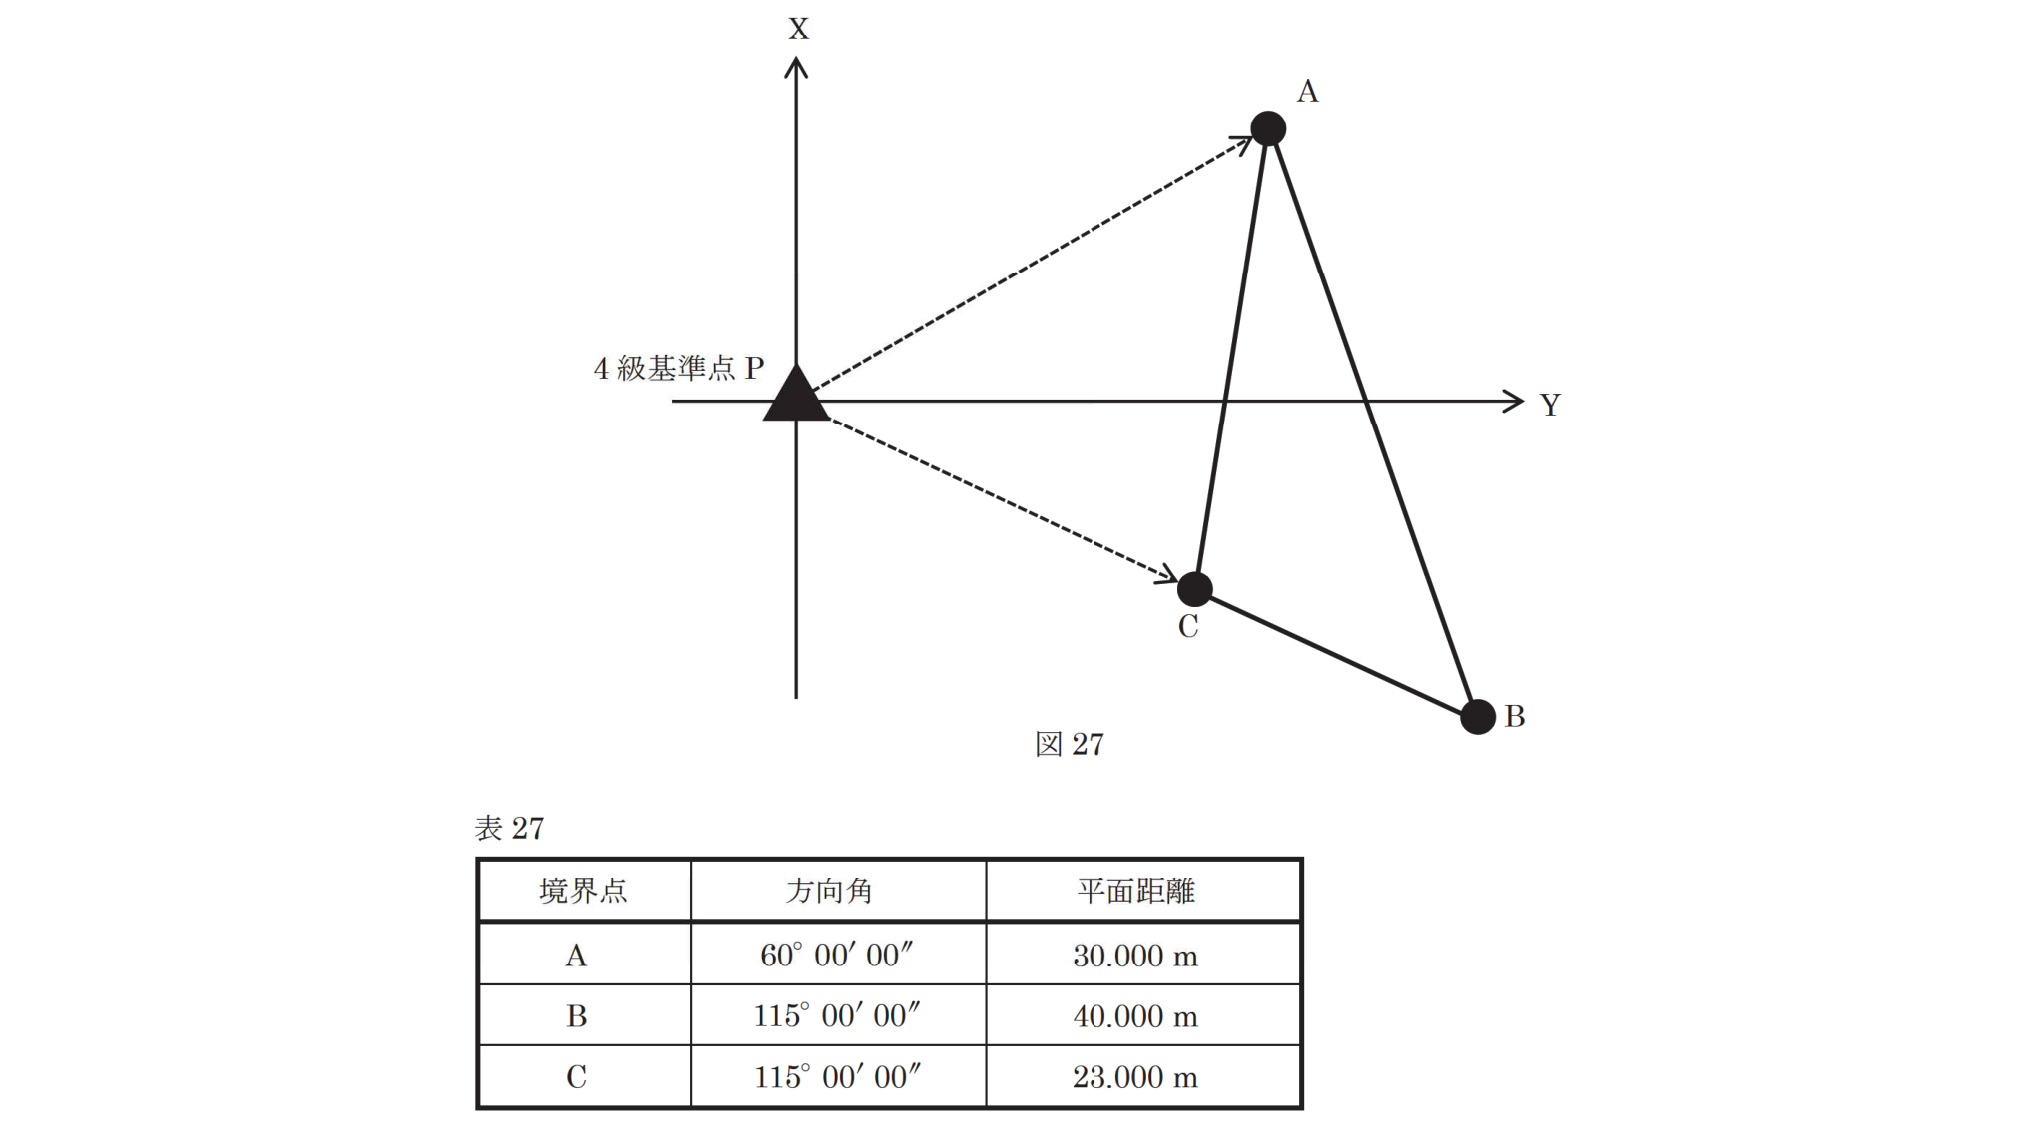 X
A
4 級基準点 P
Y
C
B
図 27
表 27
境界点 方向角 平面距離
A 60° 00′ 00″ 30.000 m
B 115° 00′ 00″ 40.000 m
C 115° 00′ 00″ 23.000 m